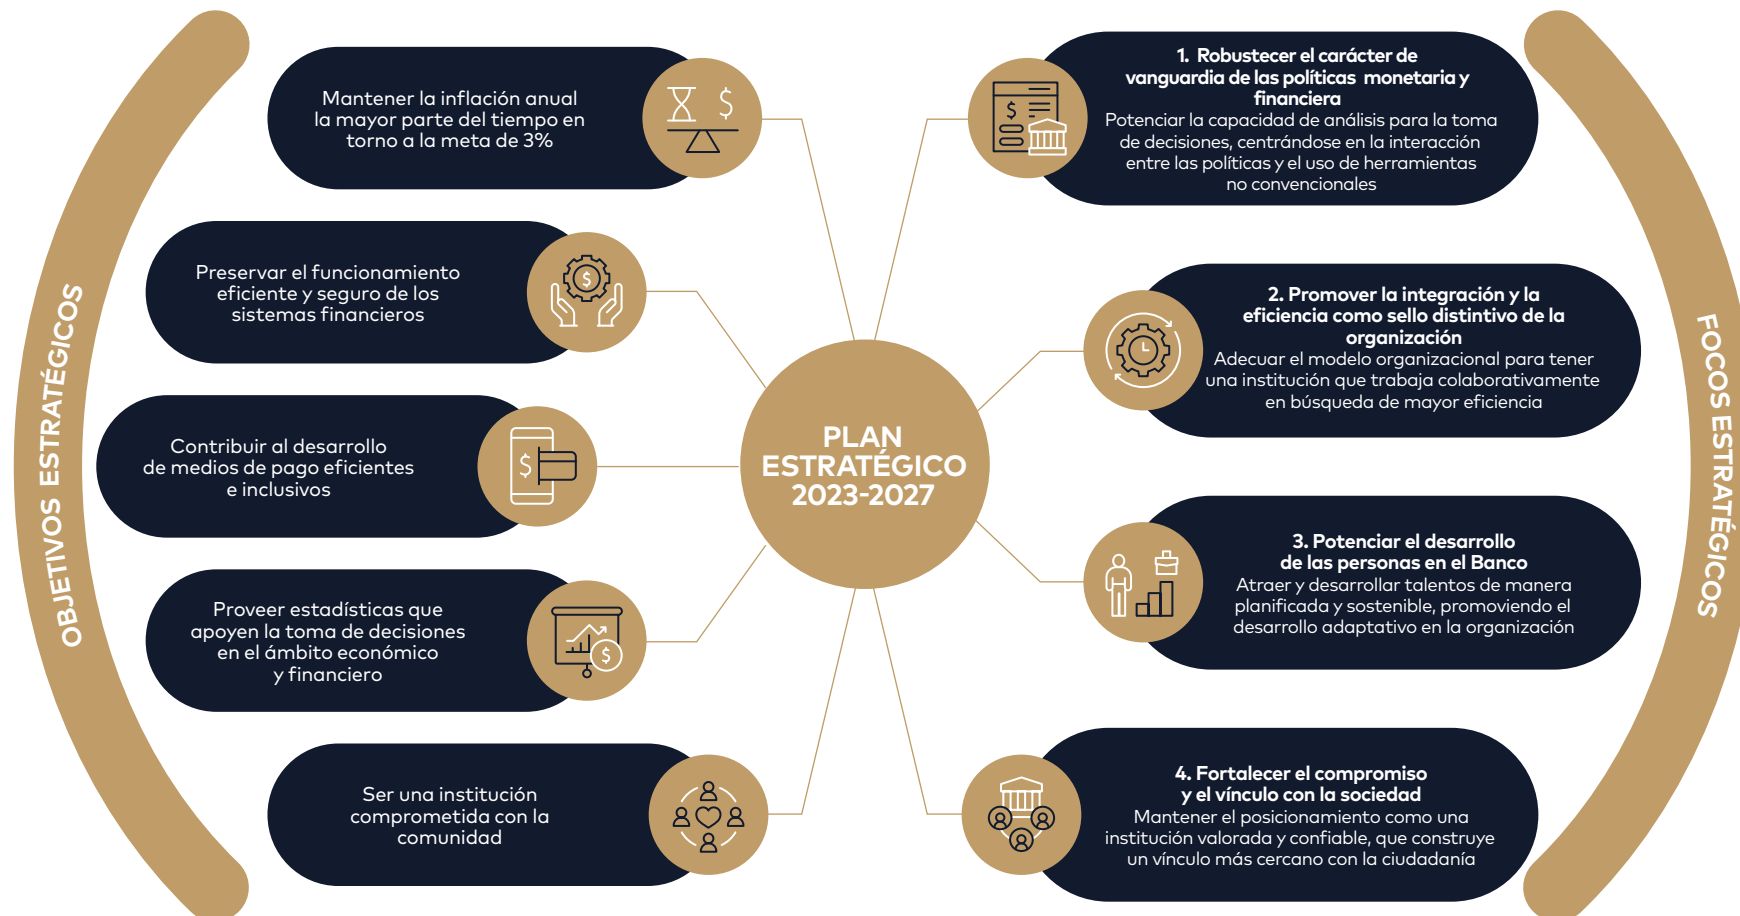 OBJETIVOS ESTRATÉGICOS
Mantener la inflación anual
la mayor parte del tiempo en
torno a la meta de 3%
Preservar el funcionamiento
eficiente y seguro de los
sistemas financieros
Contribuir al desarrollo
de medios de pago eficientes
e inclusivos
Proveer estadísticas que
apoyen la toma de decisiones
en el ámbito económico
y financiero
Ser una institución
comprometida con la
comunidad
PLAN
ESTRATÉGICO
2023-2027
1. Robustecer el carácter de
vanguardia de las políticas monetaria y
financiera
Potenciar la capacidad de análisis para la toma
de decisiones, centrándose en la interacción
entre las políticas y el uso de herramientas
no convencionales
2. Promover la integración y la
eficiencia como sello distintivo de la
organización
Adecuar el modelo organizacional para tener
una institución que trabaja colaborativamente
en búsqueda de mayor eficiencia
3. Potenciar el desarrollo
de las personas en el Banco
Atraer y desarrollar talentos de manera
planificada y sostenible, promoviendo el
desarrollo adaptativo en la organización
4. Fortalecer el compromiso
y el vínculo con la sociedad
Mantener el posicionamiento como una
institución valorada y confiable, que construye
un vínculo más cercano con la ciudadanía
FOCOS ESTRATÉGICOS